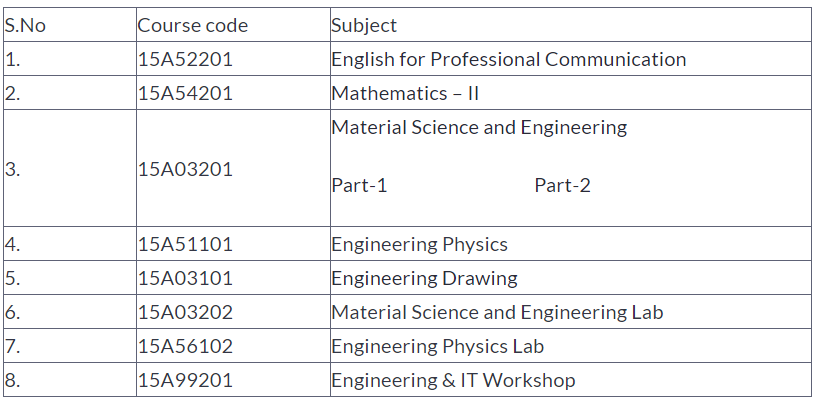 S.No Course code Subject
1. 15A52201 English for Professional Communication
2. 15A54201 Mathematics – II
3. 15A03201 Material Science and Engineering
Part-1 Part-2
4. 15A51101 Engineering Physics
5. 15A03101 Engineering Drawing
6. 15A03202 Material Science and Engineering Lab
7. 15A56102 Engineering Physics Lab
8. 15A99201 Engineering & IT Workshop